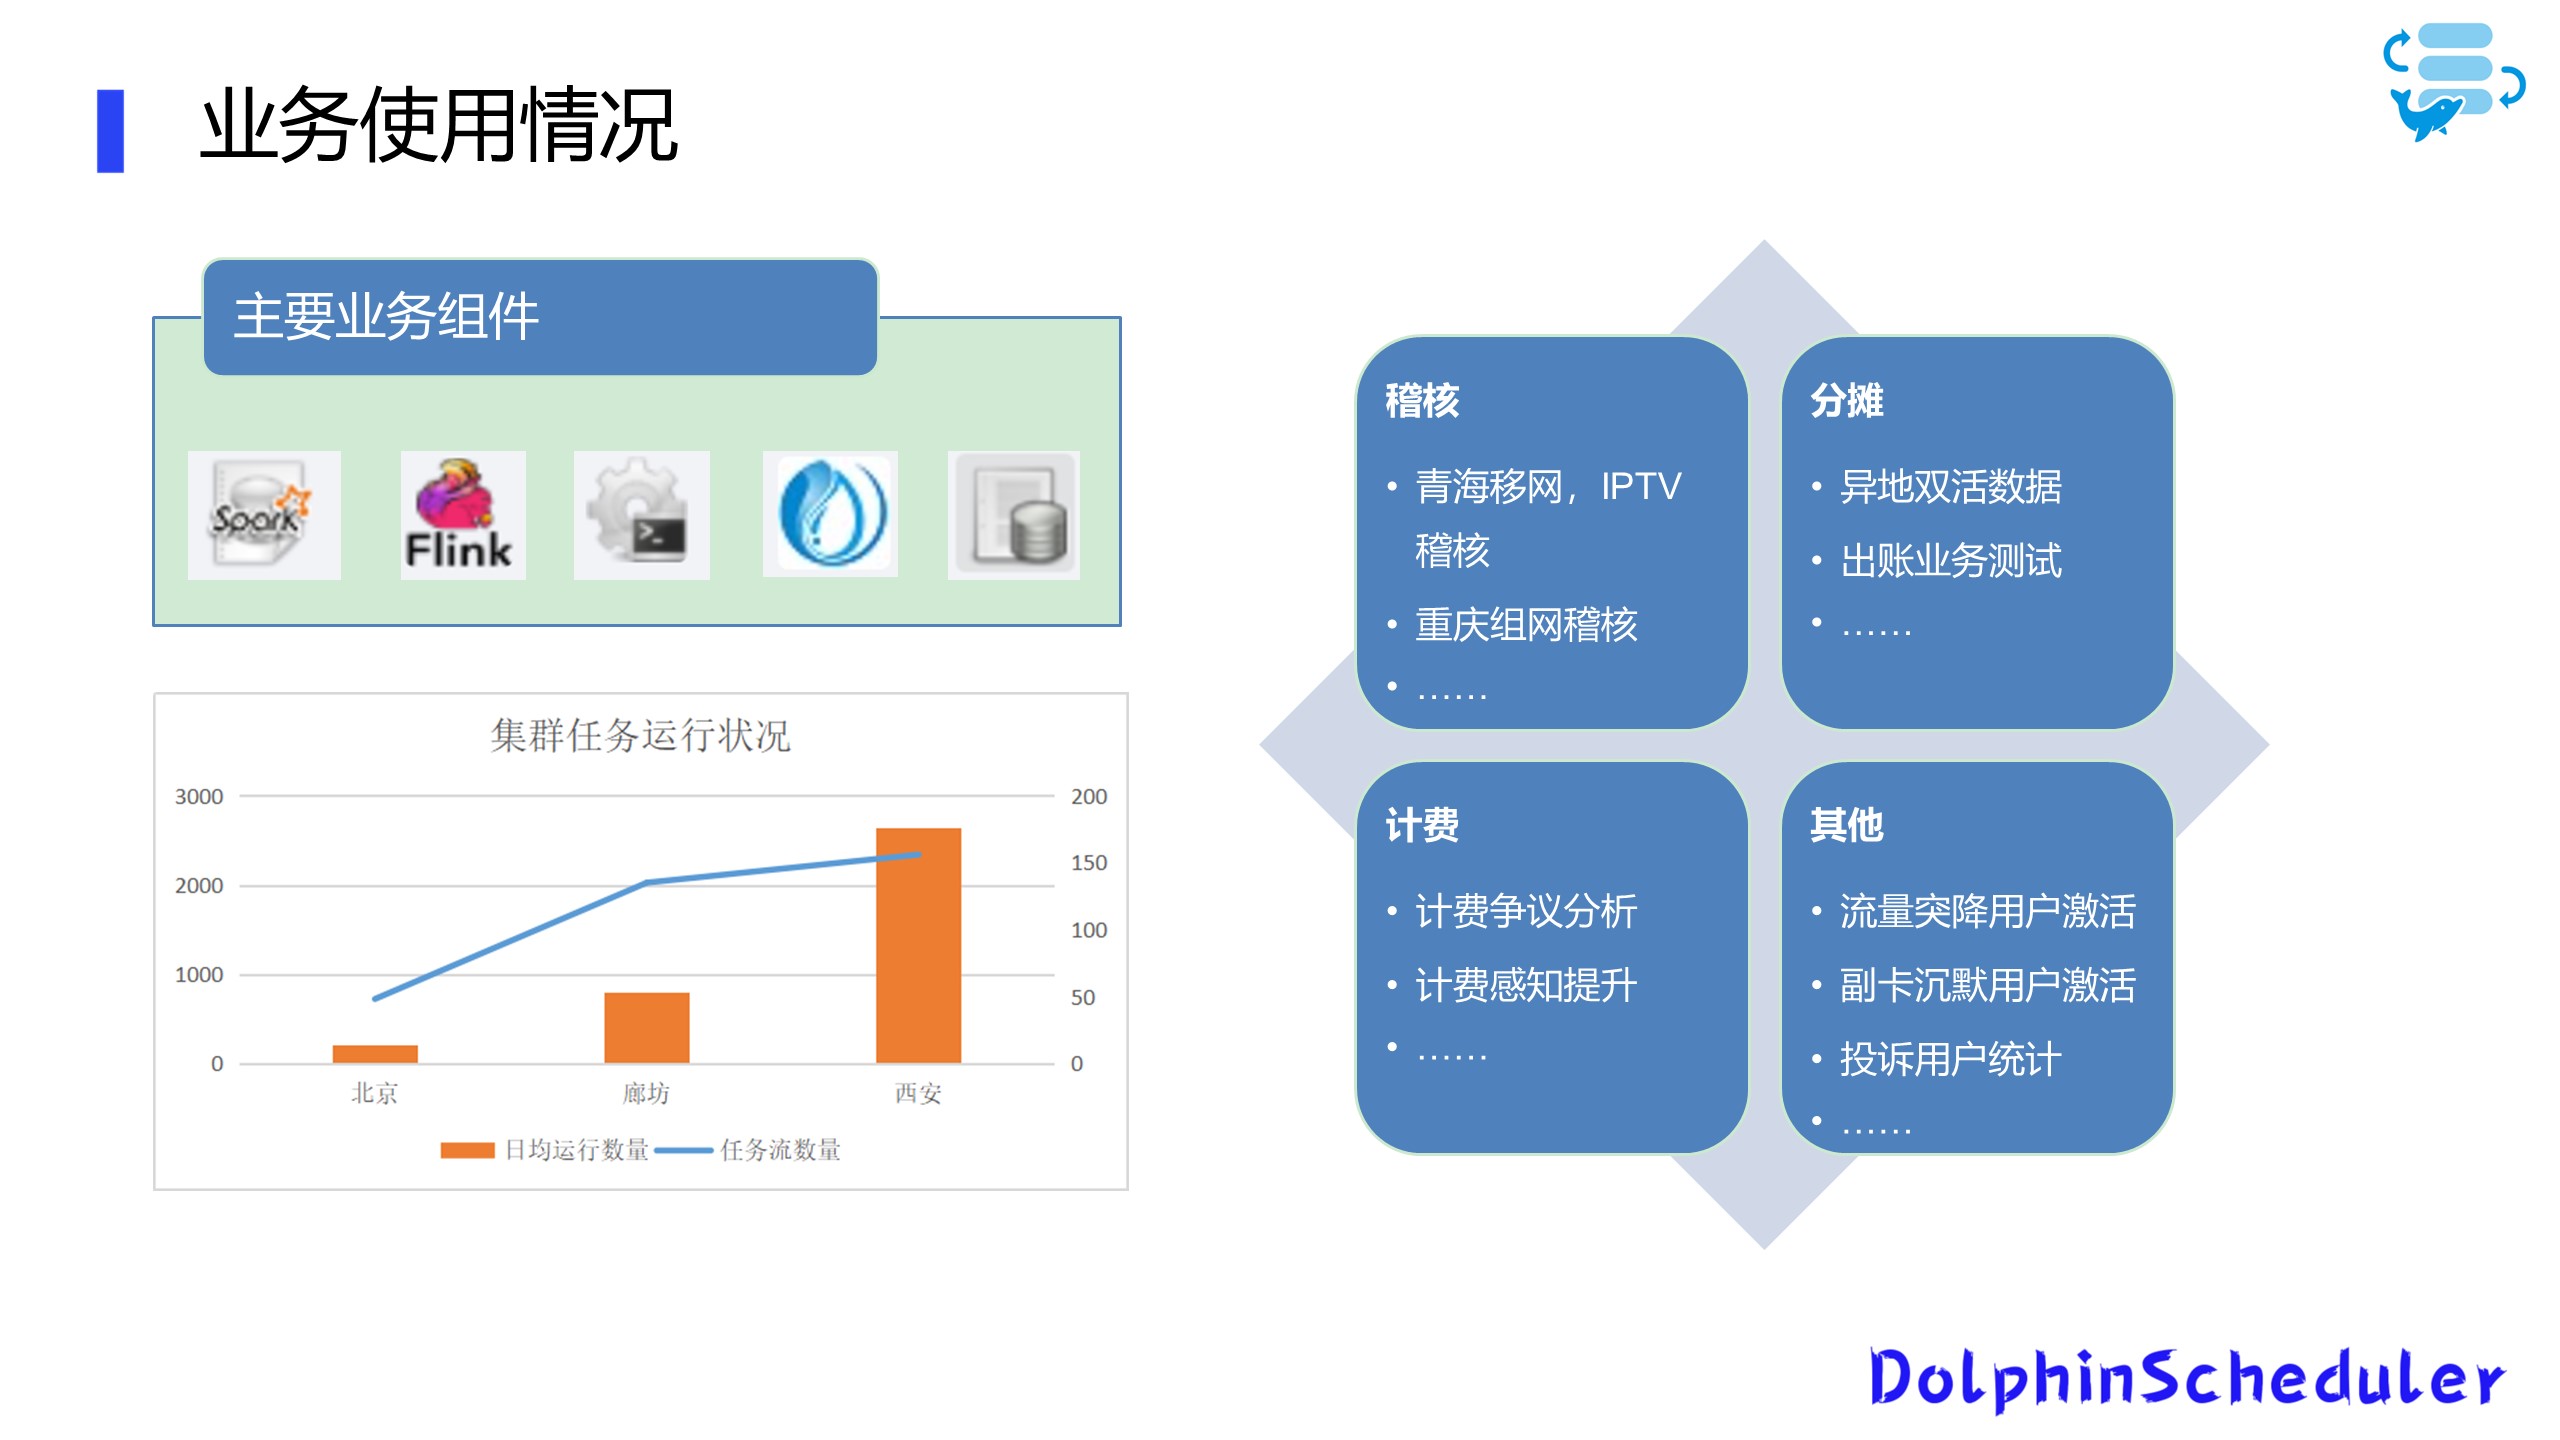 业务使用情况
主要业务组件
Spark
Flink
>_
集群任务运行状况
3000
2000
1000
0
200
150
100
50
0
北京
廊坊
西安
日均运行数量
任务流数量
稽核
• 青海移网，IPTV
稽核
• 重庆组网稽核
• ……
分摊
• 异地双活数据
• 出账业务测试
• ……
计费
• 计费争议分析
• 计费感知提升
• ……
其他
• 流量突降用户激活
• 副卡沉默用户激活
• 投诉用户统计
• ……
DolphinScheduler